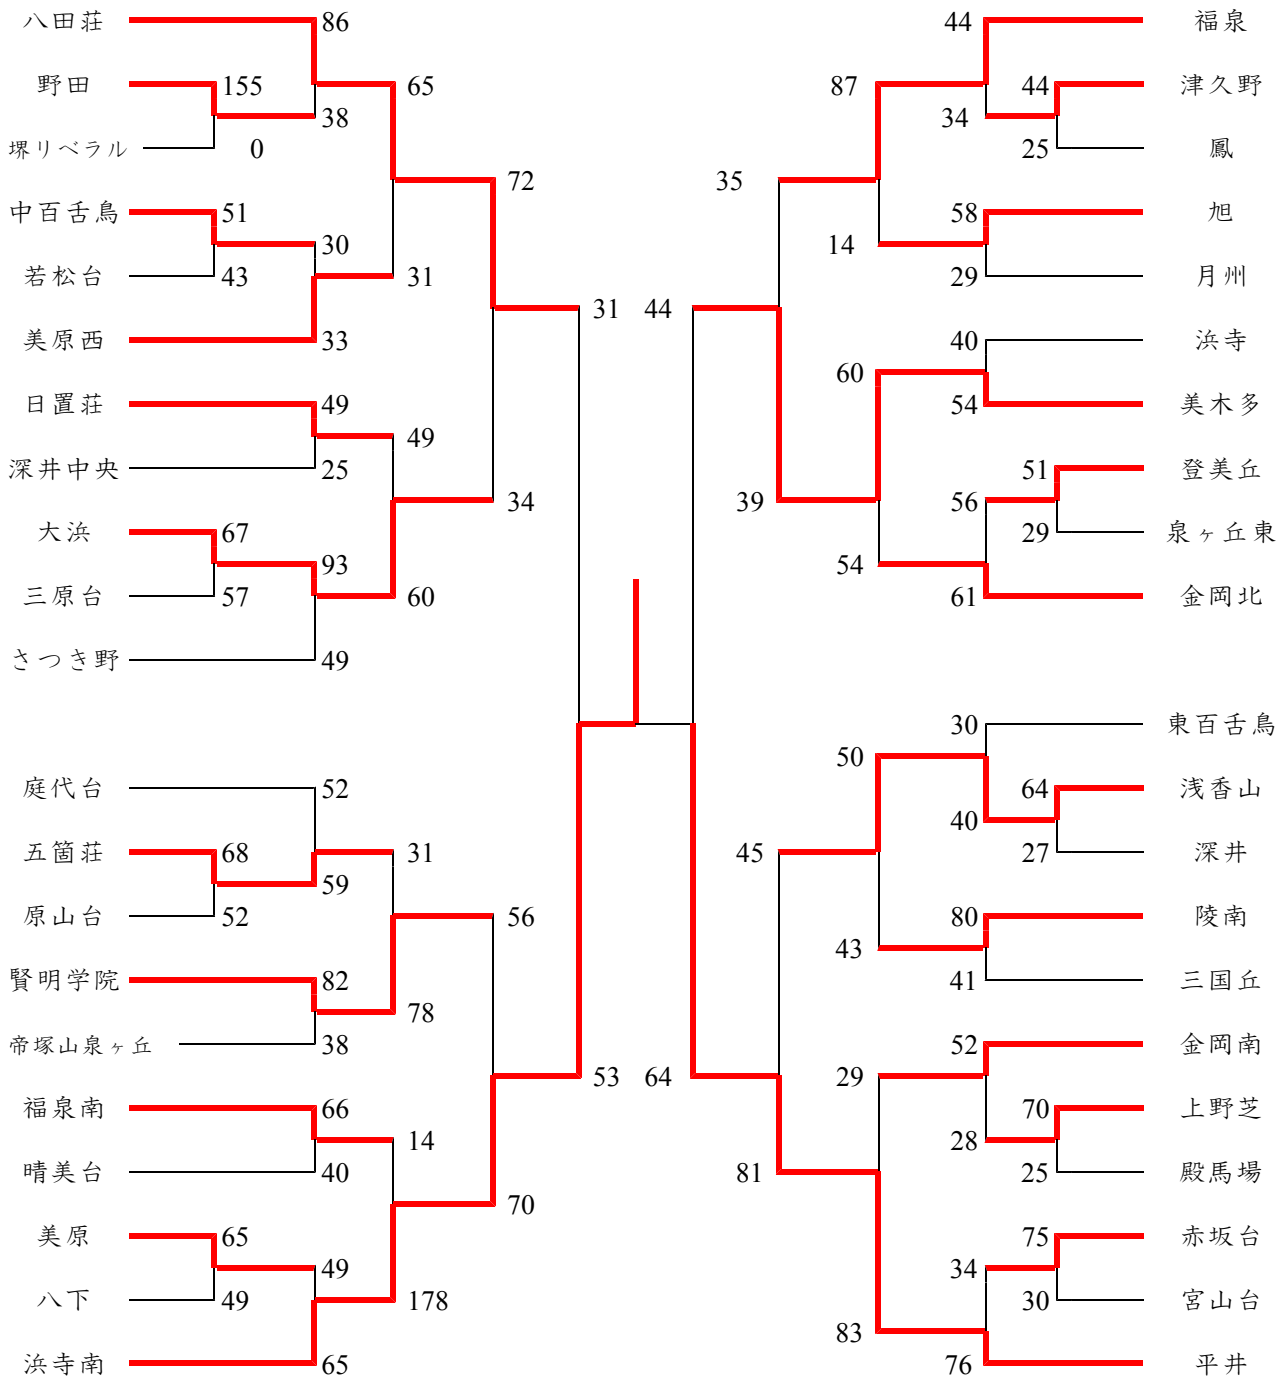 八田荘 86 44 福泉
野田 155 65 87 44 津久野
38 34
堺リベラル 0 25 鳳
72 35
中百舌鳥 51 58 旭
30 14
若松台 43 31 29 月州
31 44
美原西 33 40 浜寺
60
日置荘 49 54 美木多
49
深井中央 25 51 登美丘
34 39 56
大浜 67 29 泉ヶ丘東
93 54
三原台 57 60 61 金岡北
さつき野 49
30 東百舌鳥
50
庭代台 52 64 浅香山
40
五箇荘 68 31 45 27 深井
59
原山台 52 56 80 陵南
43
賢明学院 82 41 三国丘
78
帝塚山泉ヶ丘 38 52 金岡南
53 64 29
福泉南 66 70 上野芝
14 28
晴美台 40 81 25 殿馬場
70
美原 65 75 赤坂台
49 34
八下 49 178 30 宮山台
83
浜寺南 65 76 平井